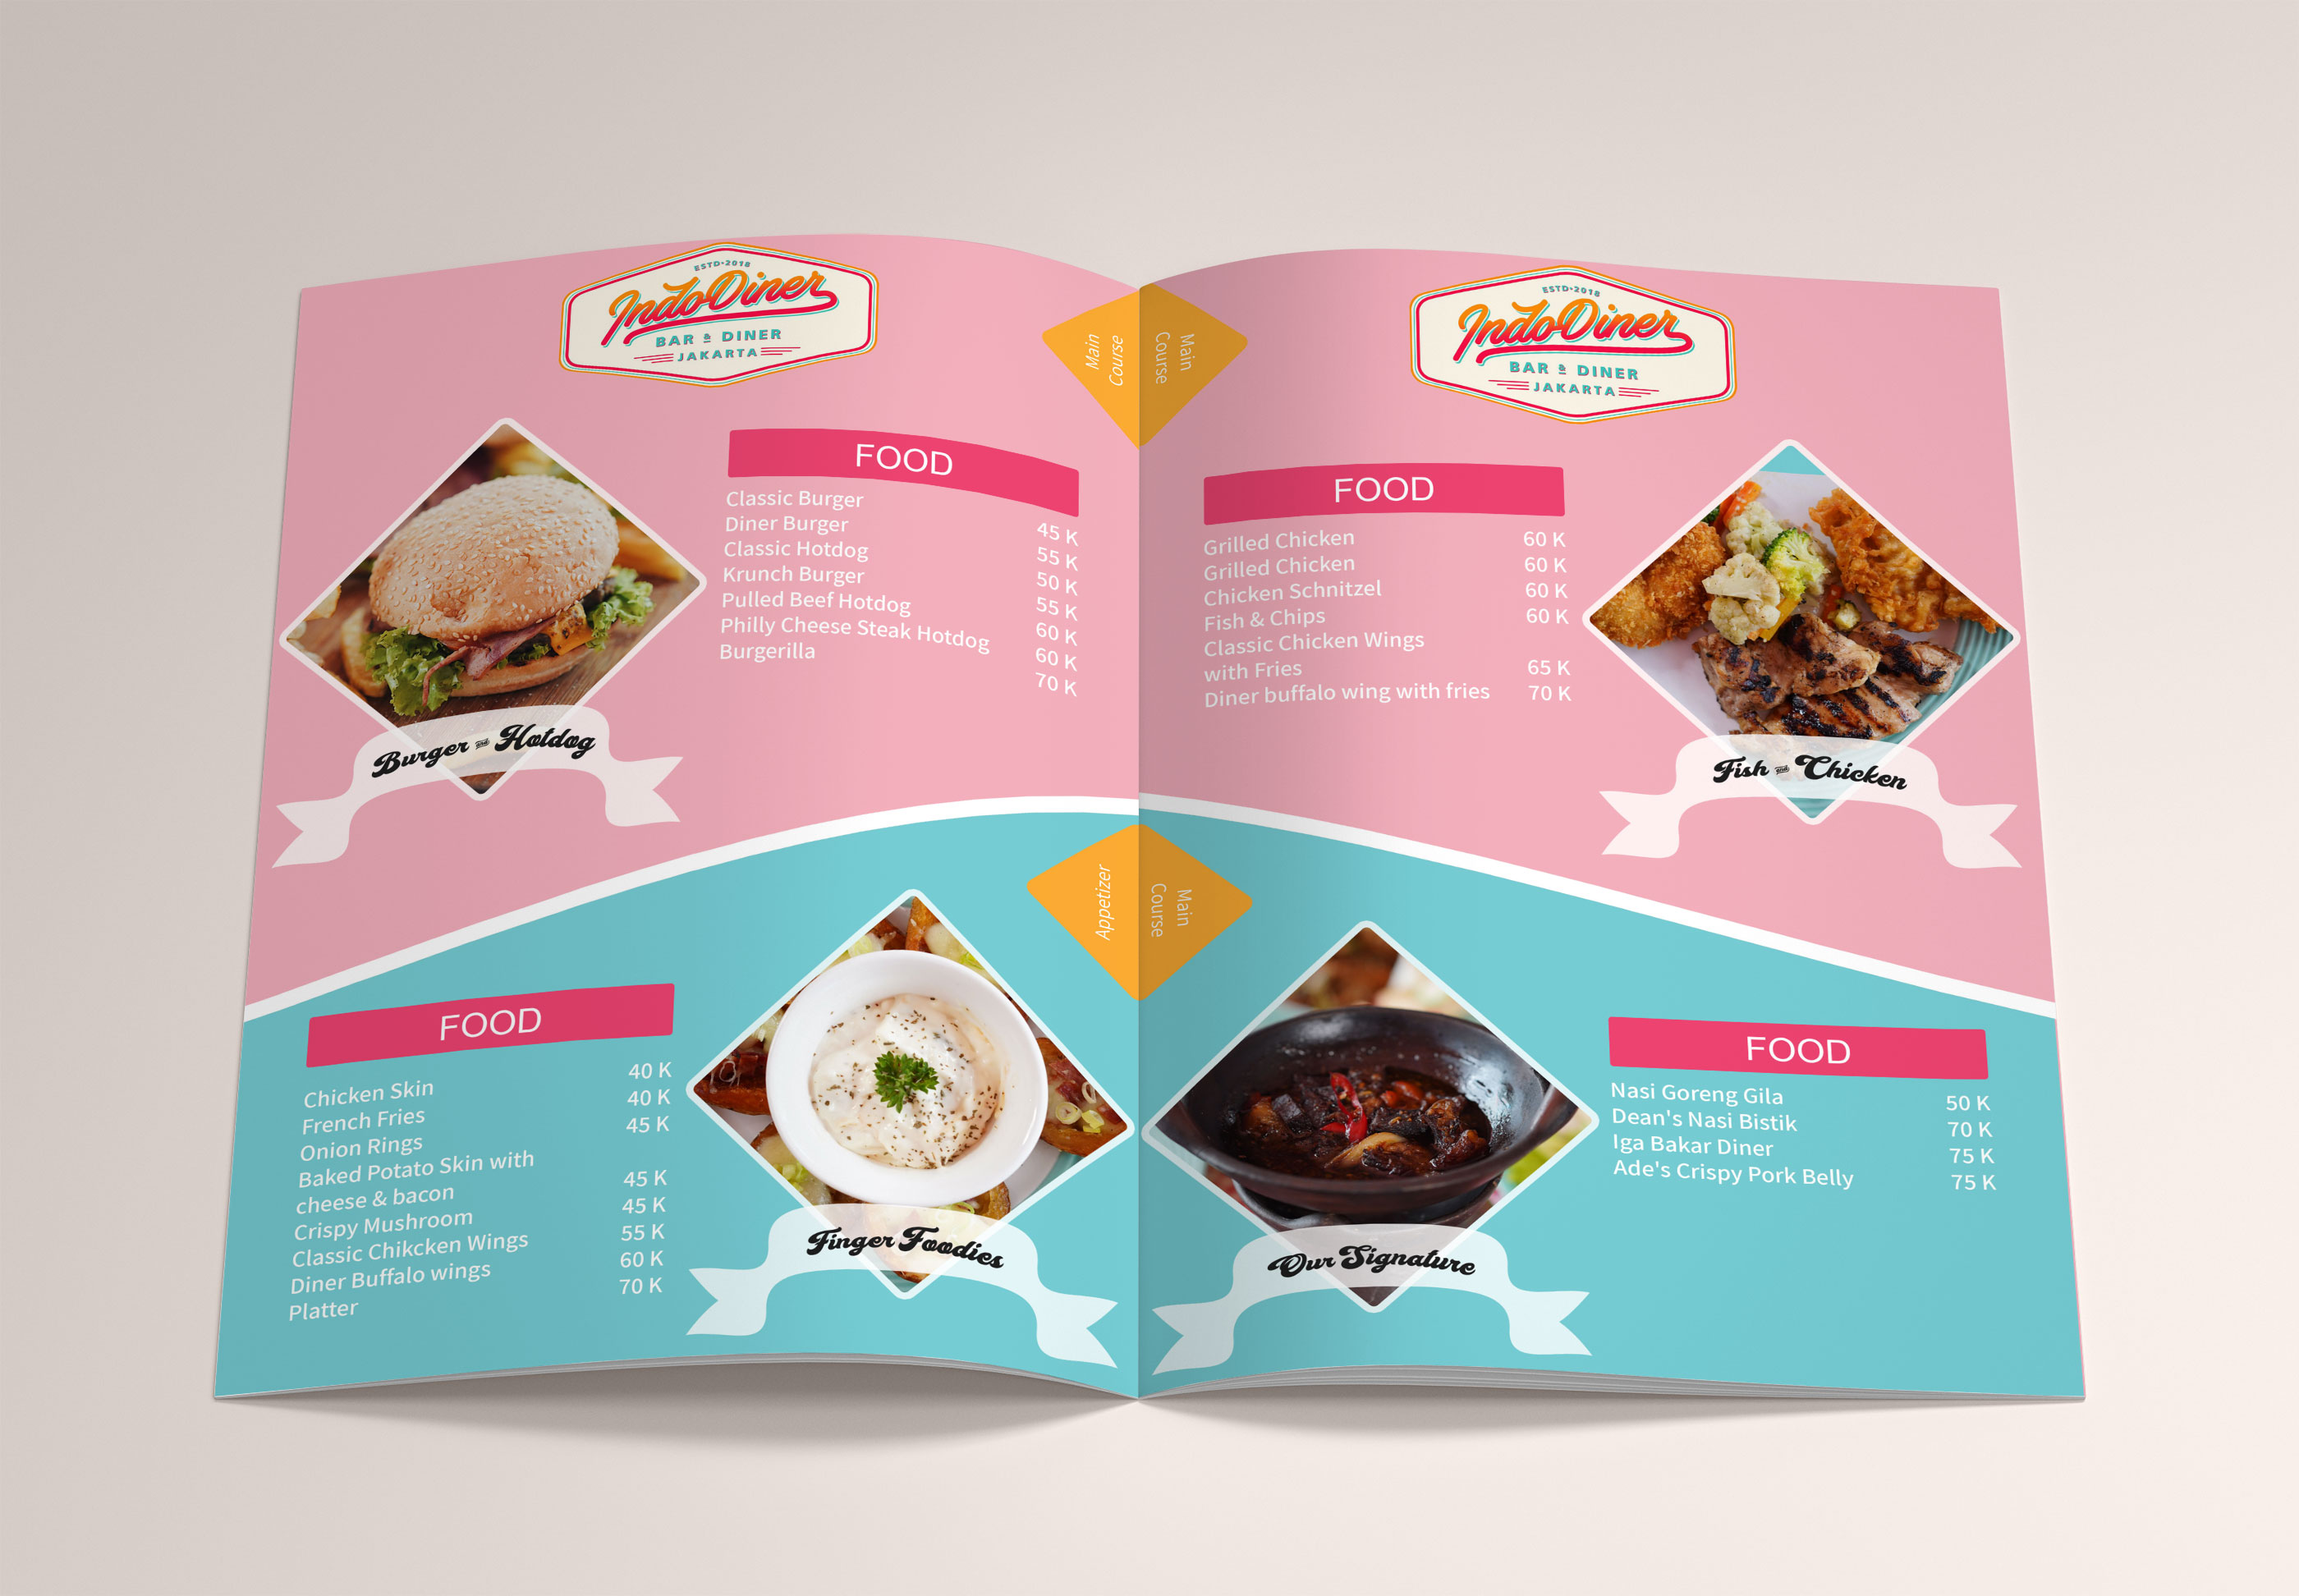 ESTD•2018
IndoDiner
BAR & DINER
JAKARTA
Main
Course
FOOD
Classic Burger 45 K
Diner Burger 55 K
Classic Hotdog 50 K
Krunch Burger 55 K
Pulled Beef Hotdog 60 K
Philly Cheese Steak Hotdog 60 K
Burgerilla 70 K
Burger and Hotdog
Appetizer
FOOD
Chicken Skin 40 K
French Fries 40 K
Onion Rings 45 K
Baked Potato Skin with
cheese & bacon 45 K
Crispy Mushroom 45 K
Classic Chikcken Wings 55 K
Diner Buffalo wings 60 K
Platter 70 K
Finger Foodies
ESTD•2018
IndoDiner
BAR & DINER
JAKARTA
Main
Course
FOOD
Grilled Chicken 60 K
Grilled Chicken 60 K
Chicken Schnitzel 60 K
Fish & Chips 60 K
Classic Chicken Wings
with Fries 65 K
Diner buffalo wing with fries 70 K
Fish and Chicken
Main
Course
FOOD
Nasi Goreng Gila 50 K
Dean's Nasi Bistik 70 K
Iga Bakar Diner 75 K
Ade's Crispy Pork Belly 75 K
Our Signature